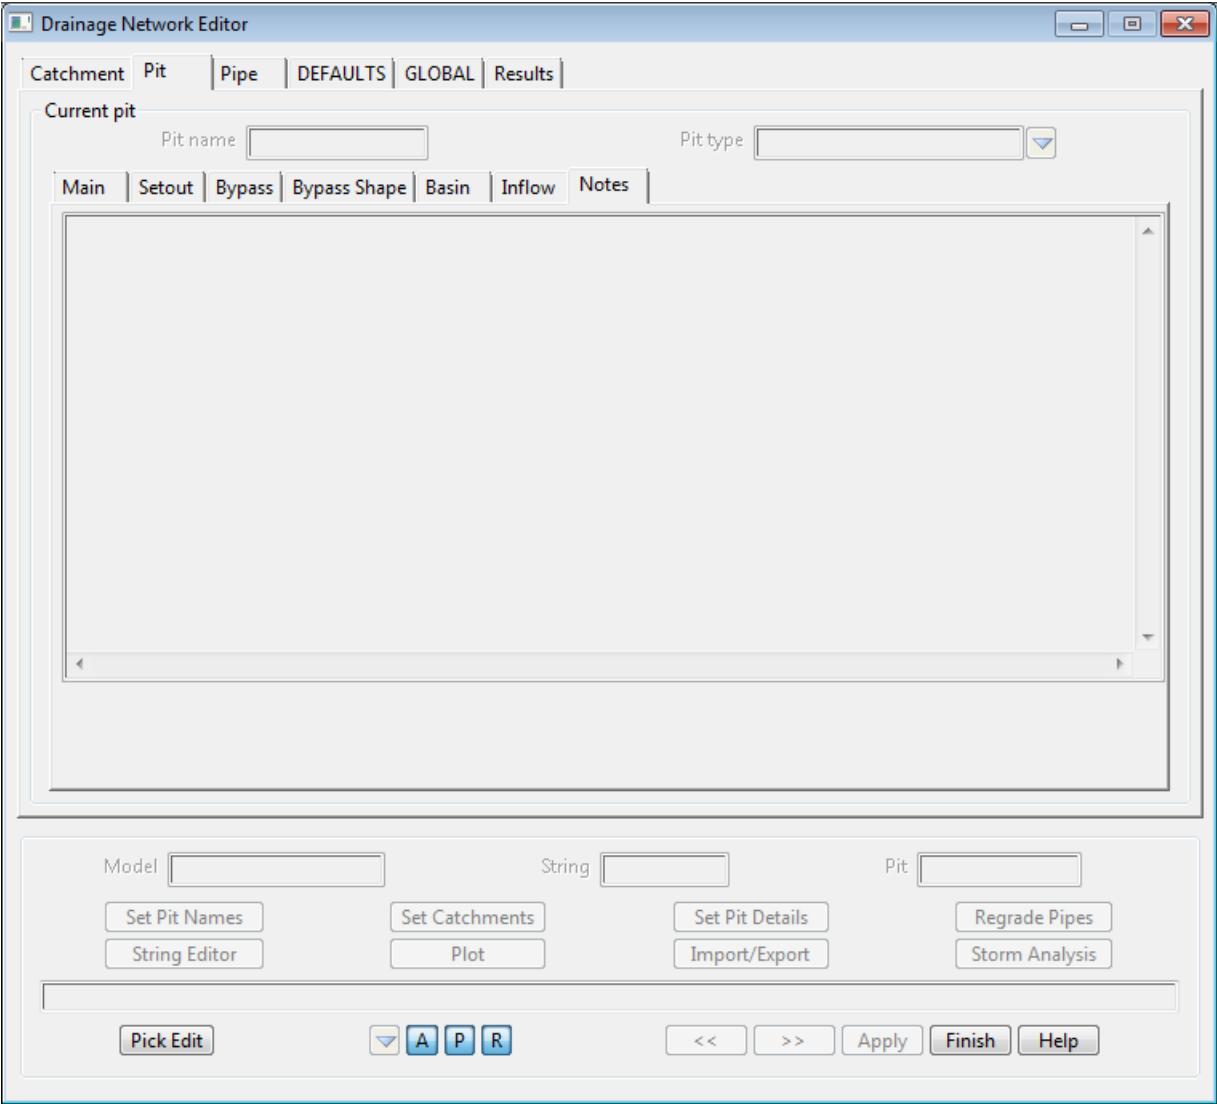 Drainage Network Editor
Catchment Pit Pipe DEFAULTS GLOBAL Results
Current pit
Pit name Pit type
Main Setout Bypass Bypass Shape Basin Inflow Notes
Model String Pit
Set Pit Names Set Catchments Set Pit Details Regrade Pipes
String Editor Plot Import/Export Storm Analysis
Pick Edit A P R << >> Apply Finish Help